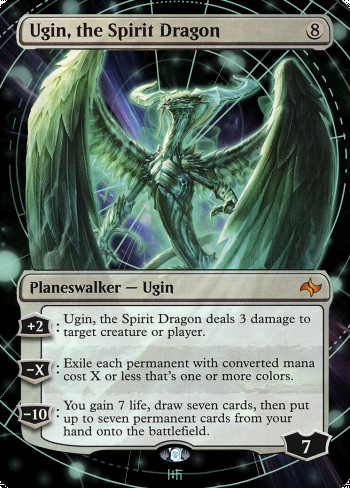 Ugin, the Spirit Dragon 8
Planeswalker — Ugin
+2 : Ugin, the Spirit Dragon deals 3 damage to
target creature or player.
-X : Exile each permanent with converted mana
cost X or less that's one or more colors.
-10 : You gain 7 life, draw seven cards, then put
up to seven permanent cards from your
hand onto the battlefield.
7